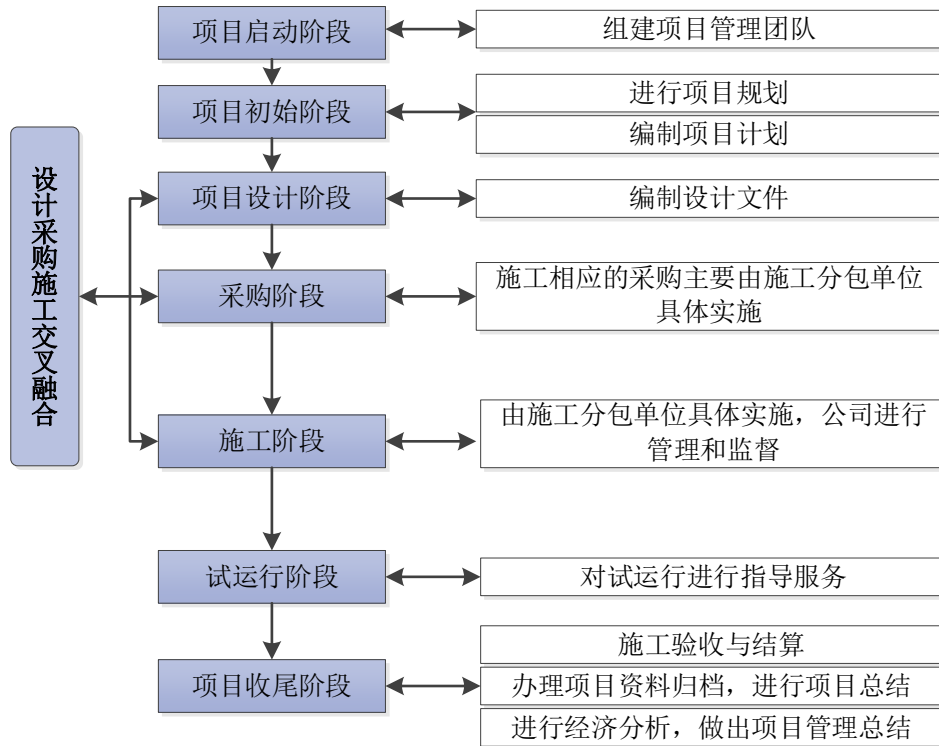 项目启动阶段
组建项目管理团队
项目初始阶段
进行项目规划
编制项目计划
设计采购施工交叉融合
项目设计阶段
编制设计文件
采购阶段
施工相应的采购主要由施工分包单位
具体实施
施工阶段
由施工分包单位具体实施，公司进行
管理和监督
试运行阶段
对试运行进行指导服务
项目收尾阶段
施工验收与结算
办理项目资料归档，进行项目总结
进行经济分析，做出项目管理总结